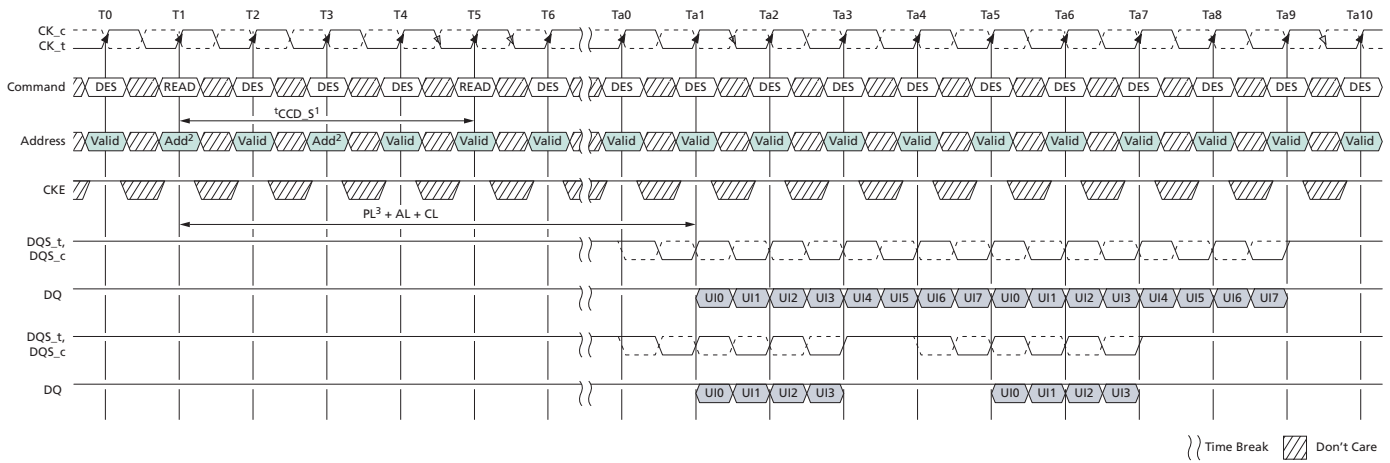 T0 T1 T2 T3 T4 T5 T6 Ta0 Ta1 Ta2 Ta3 Ta4 Ta5 Ta6 Ta7 Ta8 Ta9 Ta10
CK_c
CK_t
Command DES READ DES DES DES READ DES DES DES DES DES DES DES DES DES DES DES DES
tCCD_S1
Address Valid Add2 Valid Add2 Valid Valid Valid Valid Valid Valid Valid Valid Valid Valid Valid Valid Valid Valid
CKE
PL3 + AL + CL
DQS_t,
DQS_c
DQ UI0 UI1 UI2 UI3 UI4 UI5 UI6 UI7 UI0 UI1 UI2 UI3 UI4 UI5 UI6 UI7
DQS_t,
DQS_c
DQ UI0 UI1 UI2 UI3 UI0 UI1 UI2 UI3
Time Break Don't Care